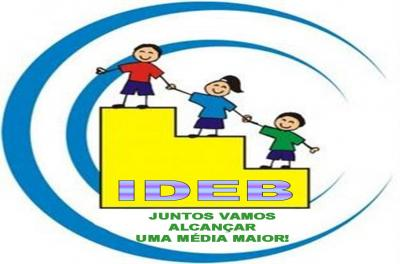 IDEB
JUNTOS VAMOS
ALCANÇAR
UMA MÉDIA MAIOR!